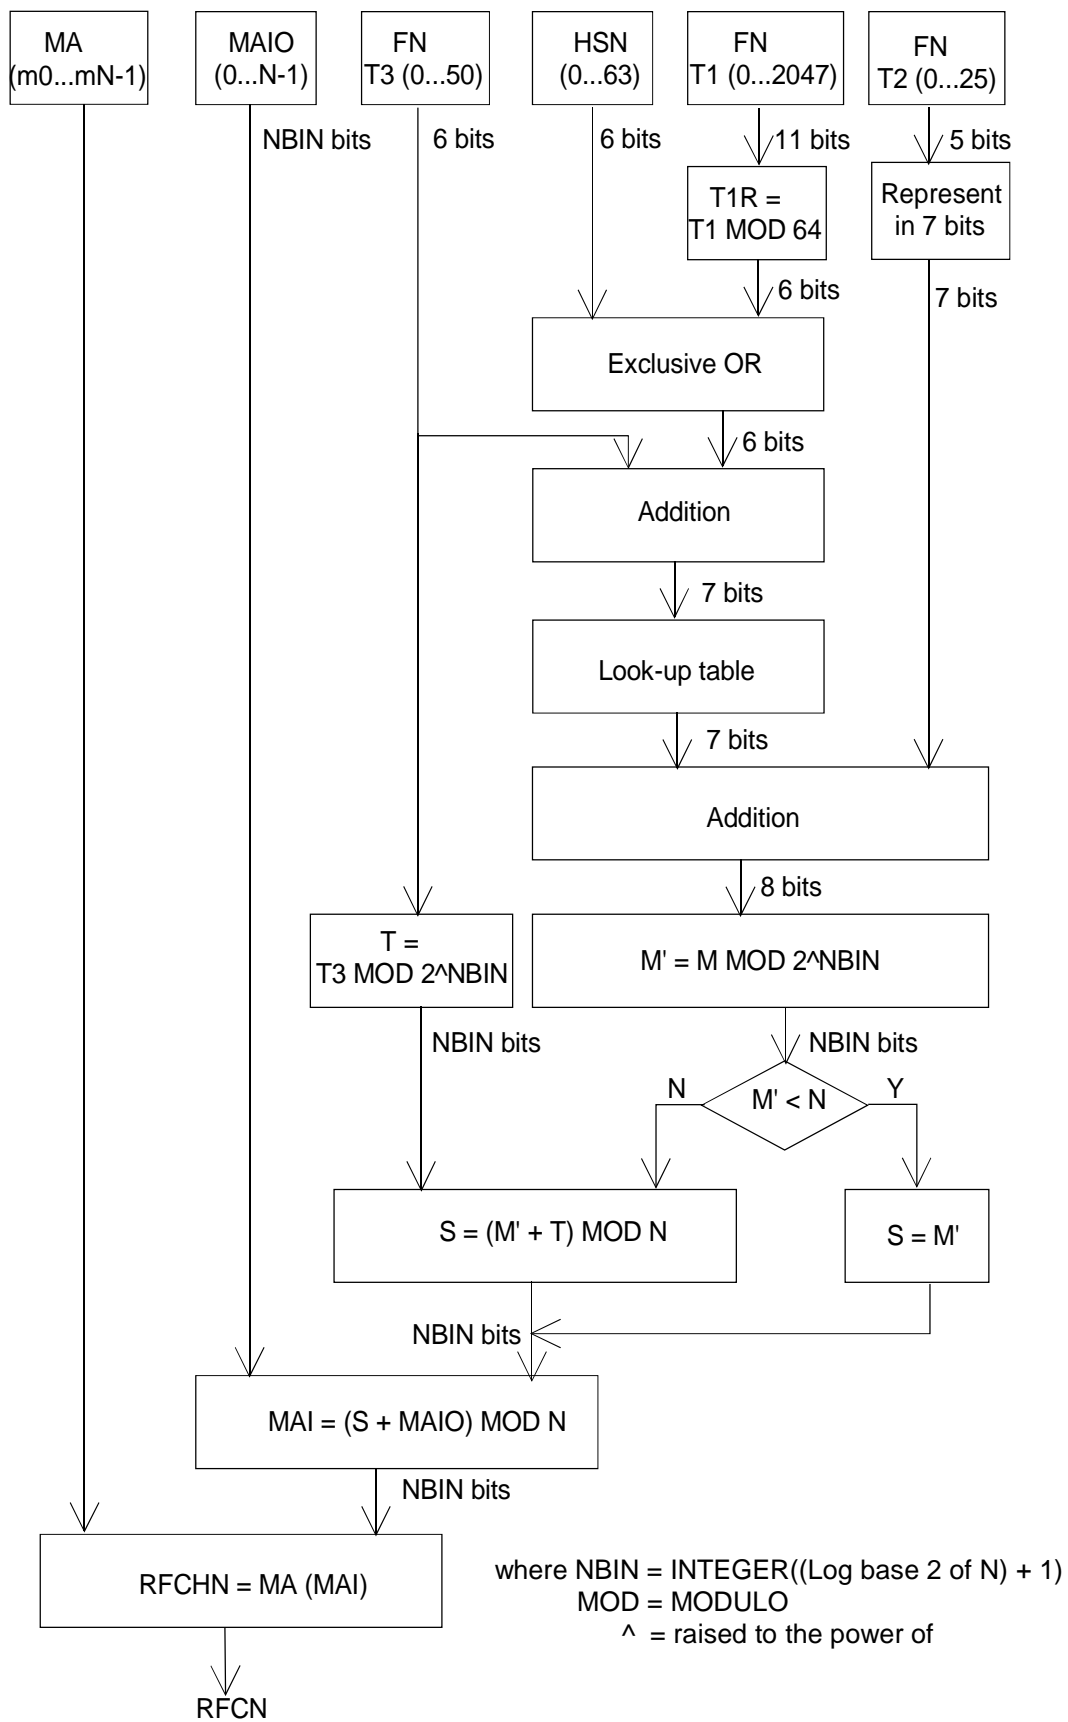 MA
(m0...mN-1)
MAIO
(0...N-1)
FN
T3 (0...50)
HSN
(0...63)
FN
T1 (0...2047)
FN
T2 (0...25)
NBIN bits
6 bits
6 bits
11 bits
5 bits
T1R =
T1 MOD 64
Represent
in 7 bits
6 bits
7 bits
Exclusive OR
6 bits
Addition
7 bits
Look-up table
7 bits
Addition
8 bits
T =
T3 MOD 2^NBIN
M' = M MOD 2^NBIN
NBIN bits
NBIN bits
N
M' < N
Y
S = (M' + T) MOD N
S = M'
NBIN bits
MAI = (S + MAIO) MOD N
NBIN bits
RFCHN = MA (MAI)
where NBIN = INTEGER((Log base 2 of N) + 1)
MOD = MODULO
^ = raised to the power of
RFCN